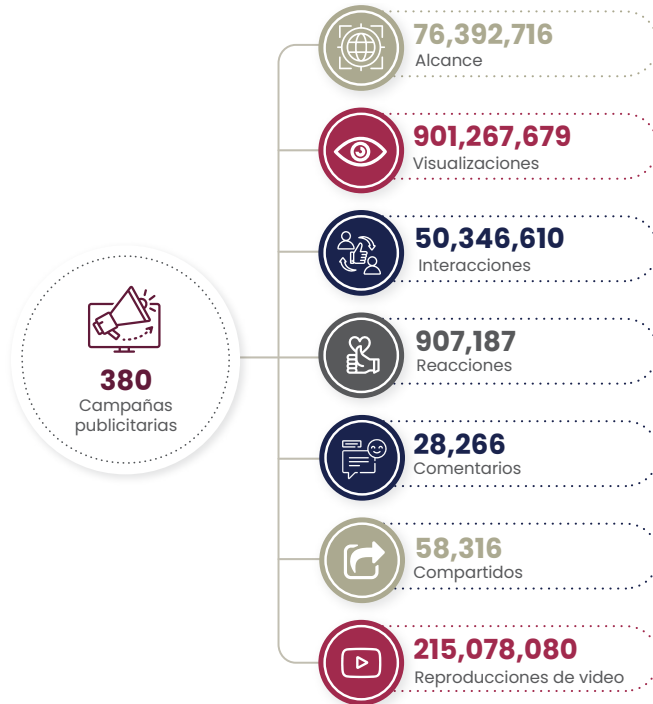 76,392,716
Alcance
901,267,679
Visualizaciones
50,346,610
Interacciones
380
Campañas
publicitarias
907,187
Reacciones
28,266
Comentarios
58,316
Compartidos
215,078,080
Reproducciones de video